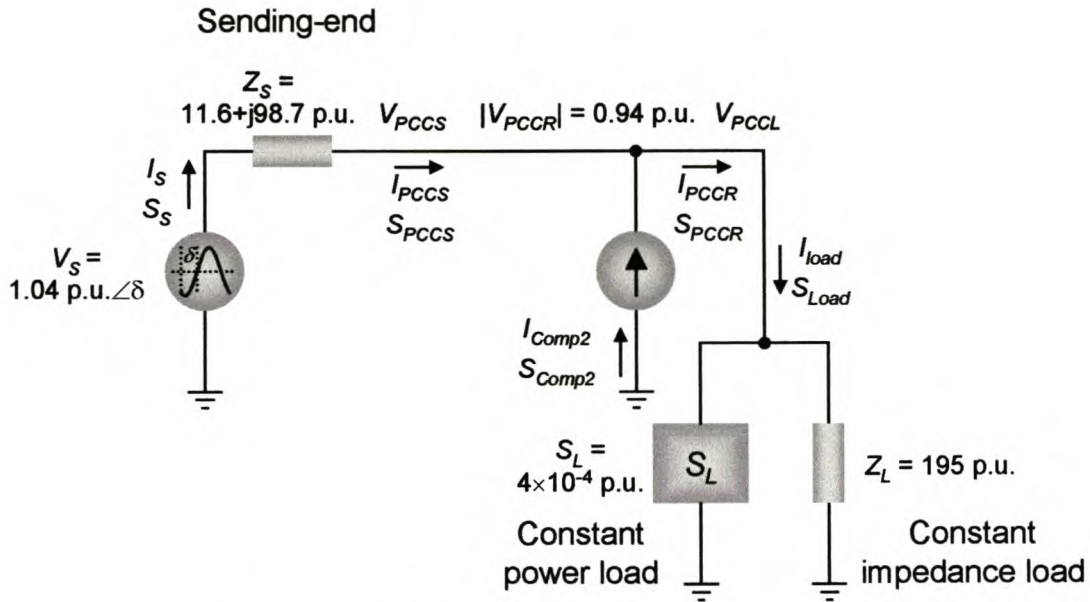 Sending-end
Z_S =
11.6+j98.7 p.u.
V_PCCS
|V_PCCR| = 0.94 p.u.
V_PCCL
I_S
S_S
I_PCCS
S_PCCS
I_PCCR
S_PCCR
V_S =
1.04 p.u.∠δ
δ
I_load
S_Load
I_Comp2
S_Comp2
S_L =
4×10⁻⁴ p.u.
S_L
Z_L = 195 p.u.
Constant
power load
Constant
impedance load